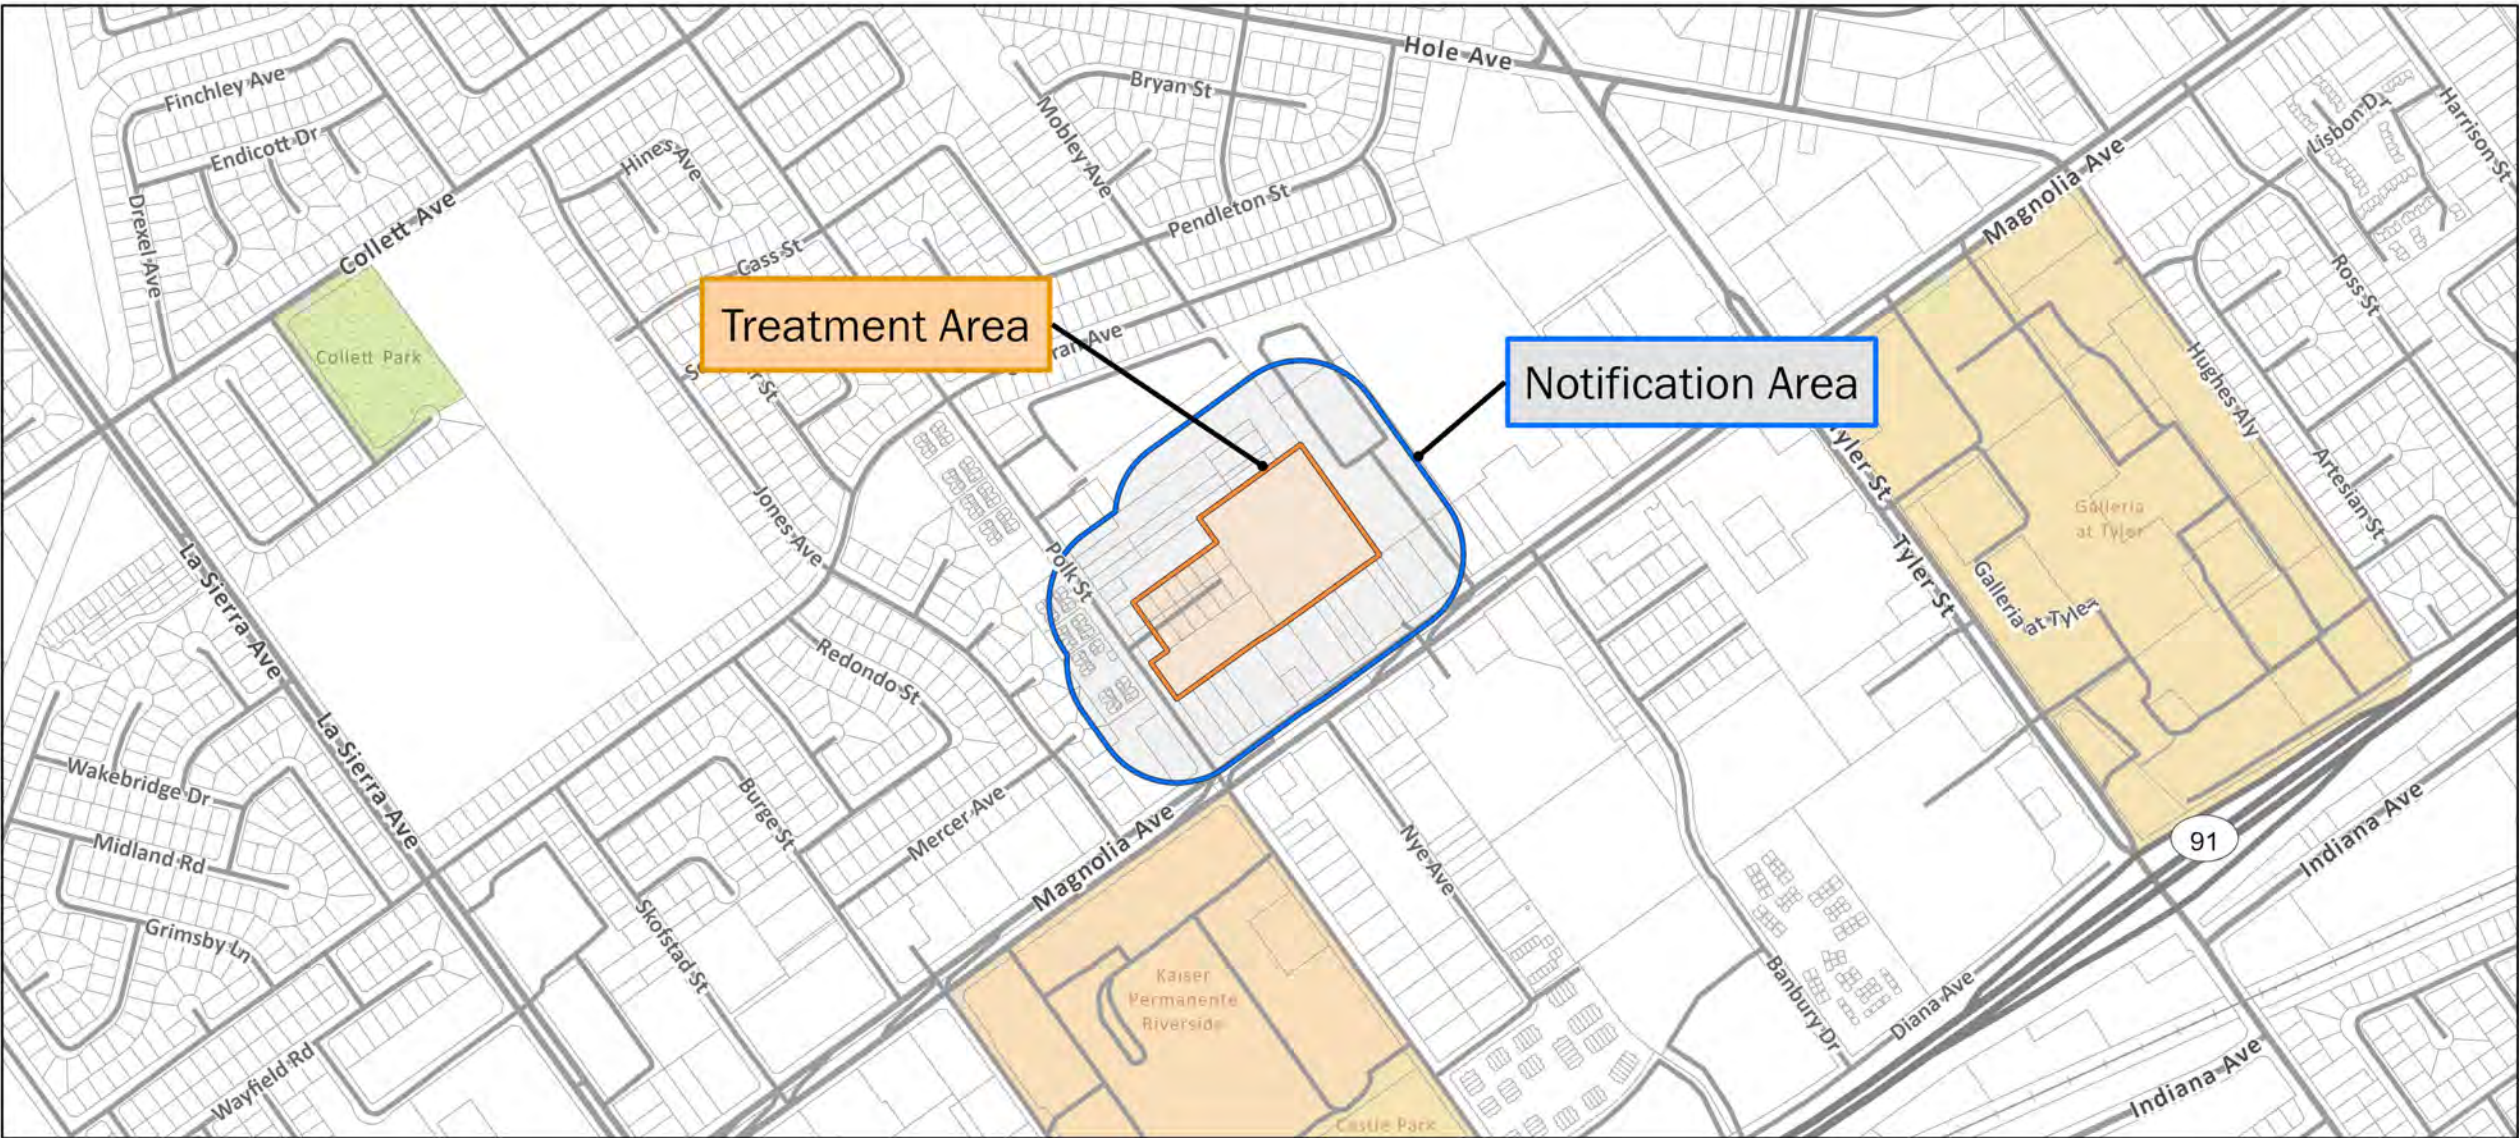 Hole Ave
Finchley Ave
Bryan St
Endicott Dr
Hines Ave
Mobley Ave
Lisbon D
Harrison St
Drexel Ave
Collett Ave
Cass St
Pendleton St
Magnolia Ave
Ross St
Treatment Area
ran Ave
Collett Park
Notification Area
Hughes Aly
Tyler St
Jones Ave
Artesian St
Galleria
at Tyler
Polk St
La Sierra Ave
Tyler St
Galleria at Tyler
Redondo St
La Sierra Ave
Wakebridge Dr
Burge St
Mercer Ave
Midland Rd
Magnolia Ave
Nye Ave
91
Indiana Ave
Grimsby Ln
Skofstad St
Kaiser
Permanente
Riverside
Banbury Dr
Diana Ave
Wayfield Rd
Indiana Ave
Castle Park